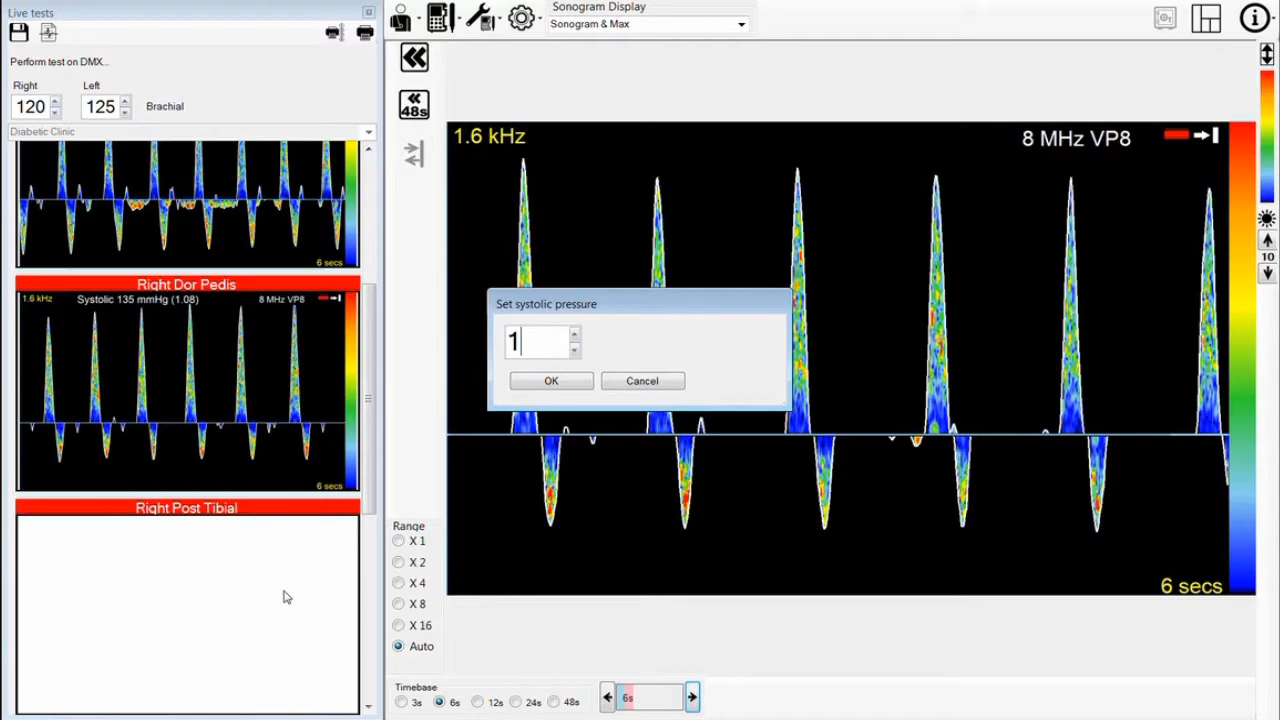 Live tests
Perform test on DMX...
Right Left
120 125 Brachial
Diabetic Clinic
6 secs
Right Dor Pedis
1.6 kHz Systolic 135 mmHg (1.08) 8 MHz VP8
6 secs
Right Post Tibial
Sonogram Display
Sonogram & Max
48s
1.6 kHz 8 MHz VP8
Set systolic pressure
1
OK Cancel
6 secs
10
Range
X 1
X 2
X 4
X 8
X 16
Auto
Timebase
3s 6s 12s 24s 48s
6s